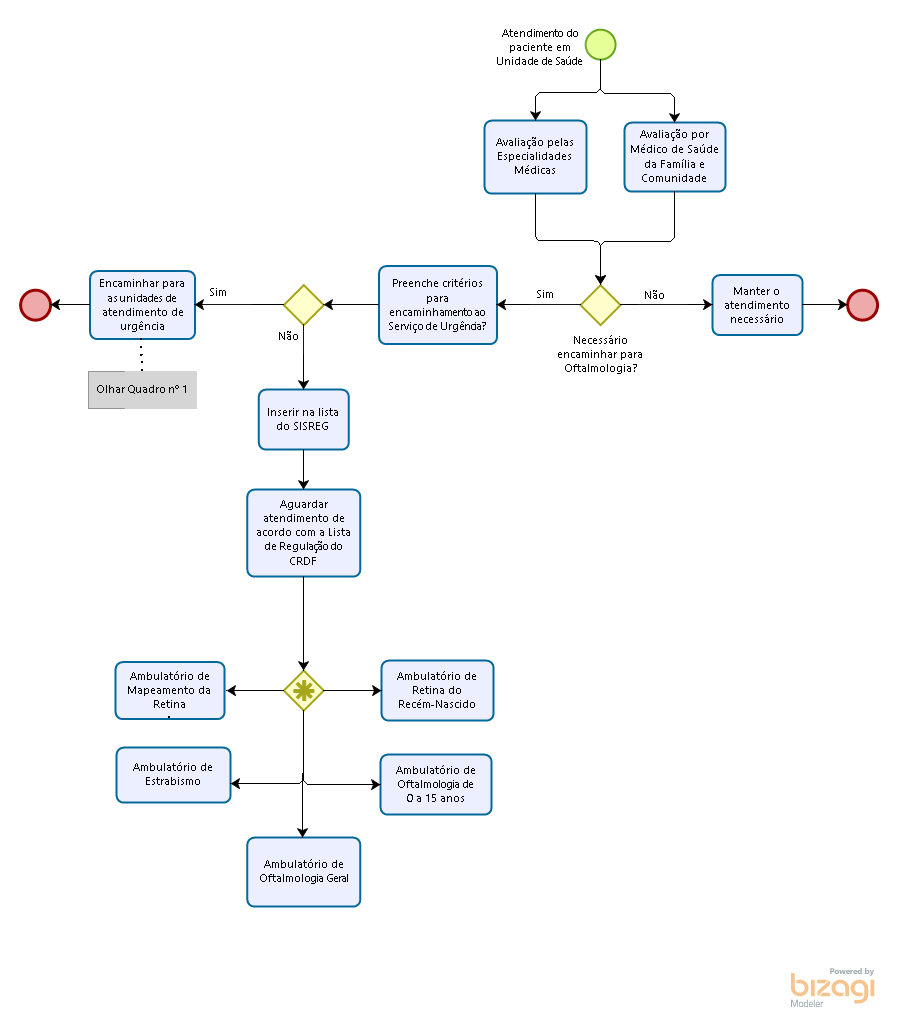 Atendimento do
paciente em
Unidade de Saúde
Avaliação pelas
Especialidades
Médicas
Avaliação por
Médico de Saúde
da Família e
Comunidade
Encaminhar para
as unidades de
atendimento de
urgência
Sim
Não
Preenche critérios
para
encaminhamento ao
Serviço de Urgência?
Sim
Não
Necessário
encaminhar para
Oftalmologia?
Manter o
atendimento
necessário
Olhar Quadro nº 1
Inserir na lista
do SISREG
Aguardar
atendimento de
acordo com a Lista
de Regulação do
CRDF
Ambulatório de
Mapeamento da
Retina
Ambulatório de
Retina do
Recém-Nascido
Ambulatório de
Estrabismo
Ambulatório de
Oftalmologia de
0 a 15 anos
Ambulatório de
Oftalmologia Geral
Powered by
bizagi
Modeler